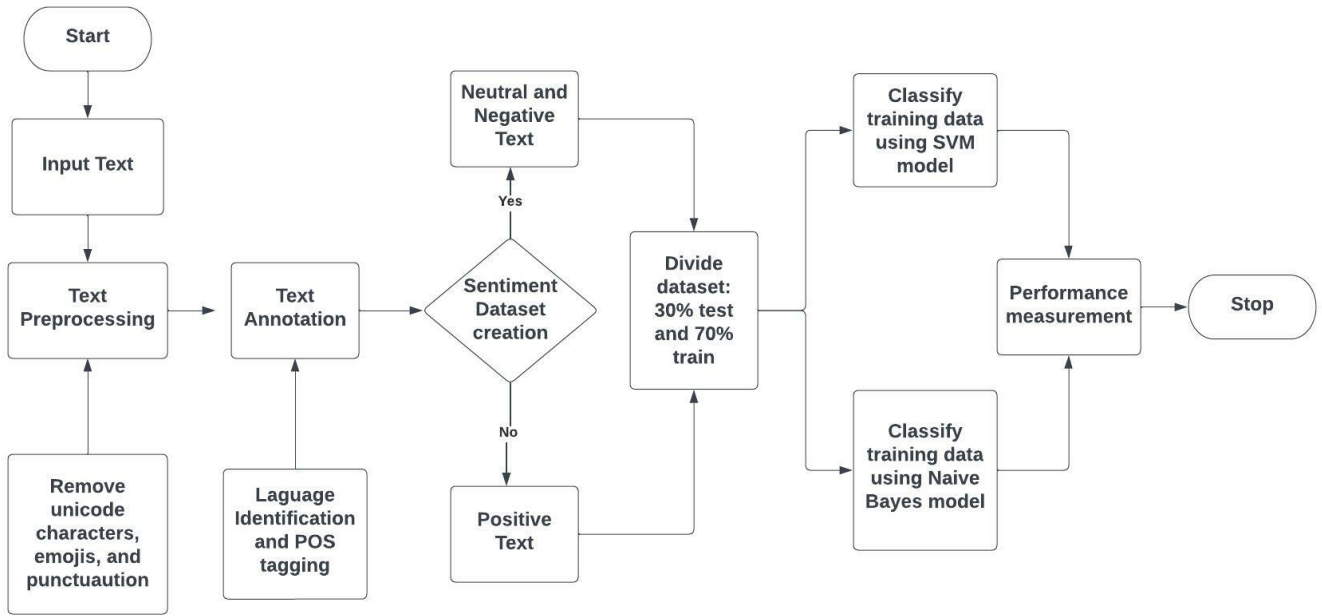 Start
Input Text
Text
Preprocessing
Remove
unicode
characters,
emojis, and
punctuaution
Text
Annotation
Laguage
Identification
and POS
tagging
Sentiment
Dataset
creation
Yes
Neutral and
Negative
Text
No
Positive
Text
Divide
dataset:
30% test
and 70%
train
Classify
training data
using SVM
model
Classify
training data
using Naive
Bayes model
Performance
measurement
Stop